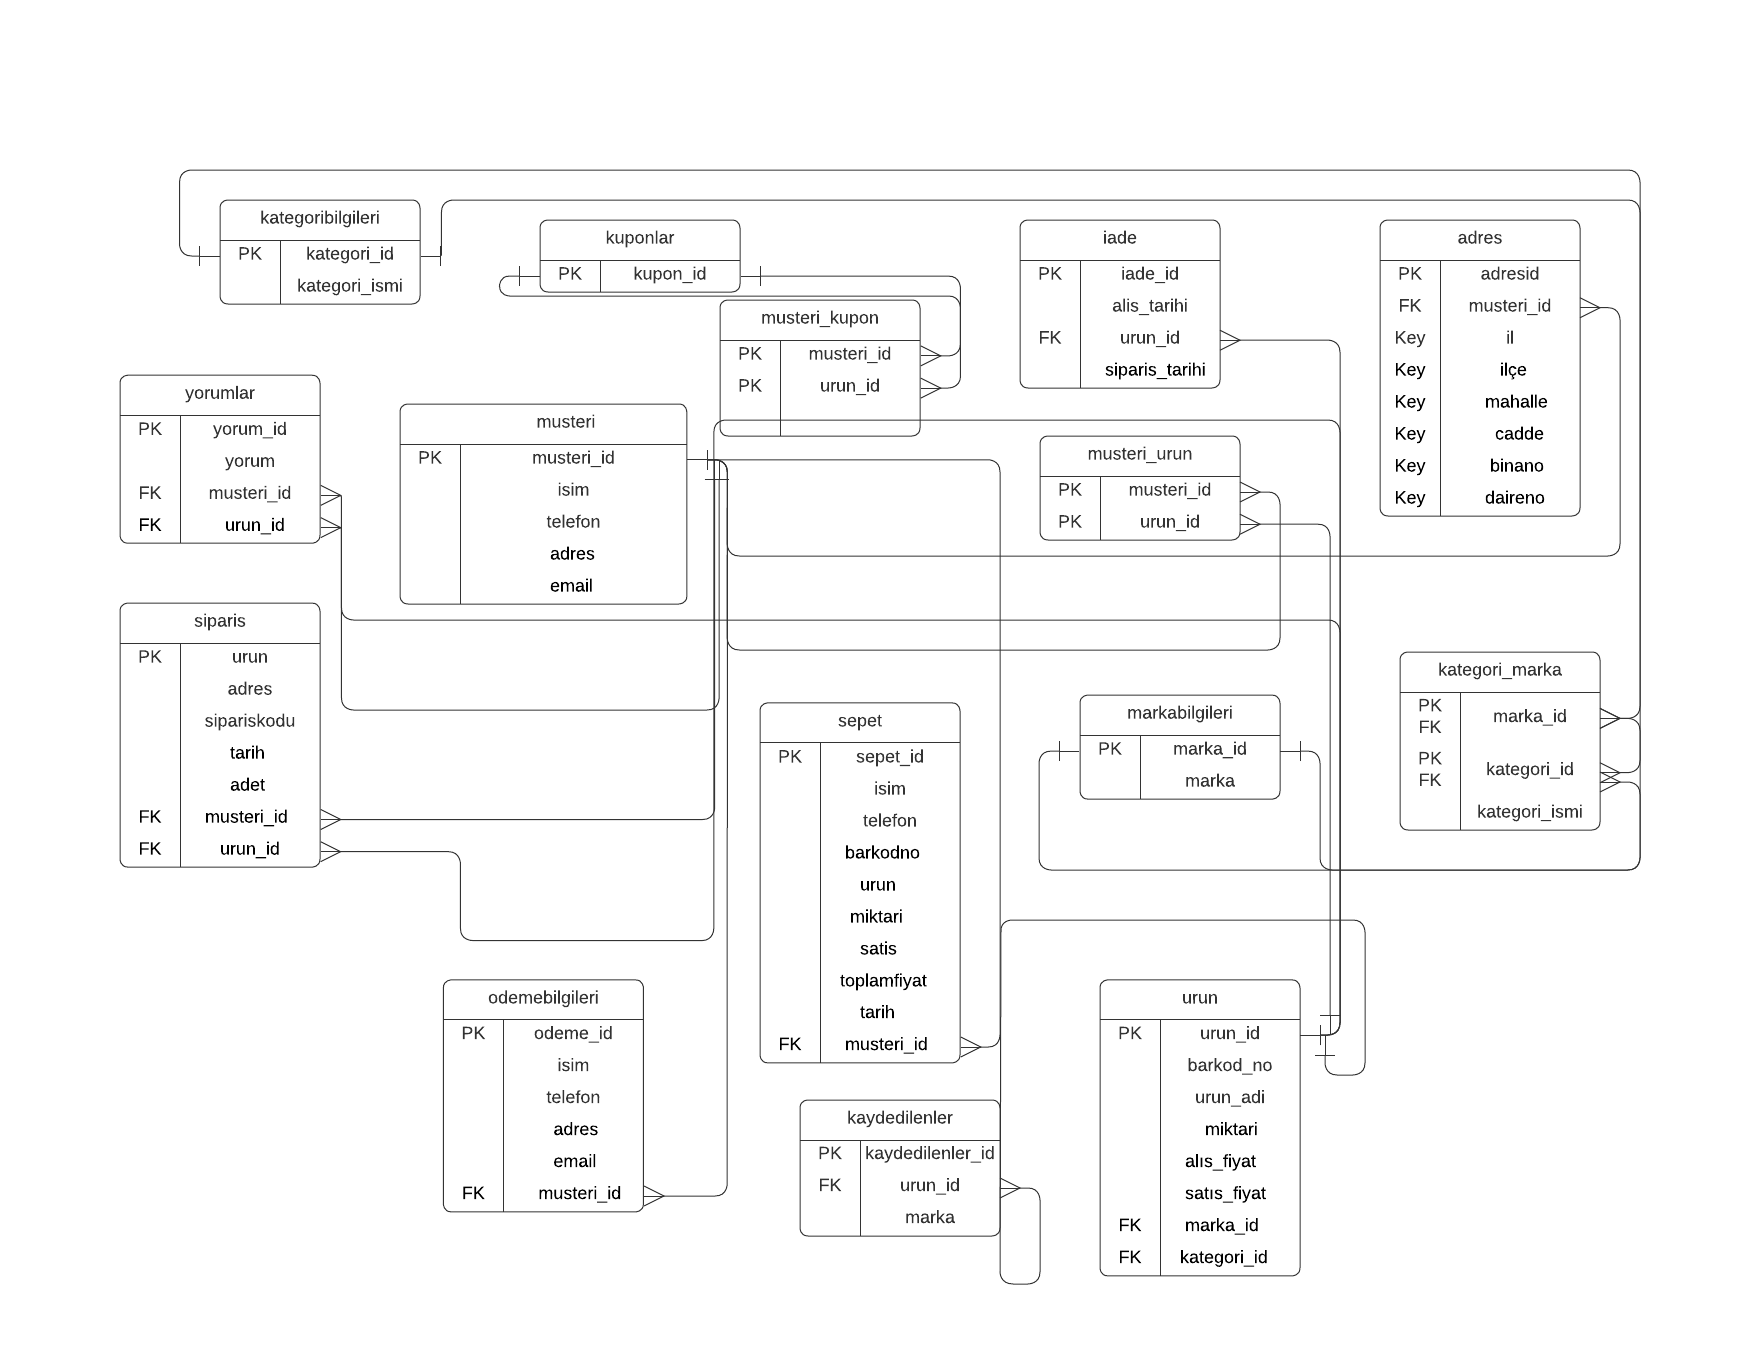 kategoribilgileri
PK kategori_id
kategori_ismi
kuponlar
PK kupon_id
iade
PK iade_id
alis_tarihi
FK urun_id
siparis_tarihi
adres
PK adresid
FK musteri_id
Key il
Key ilçe
Key mahalle
Key cadde
Key binano
Key daireno
musteri_kupon
PK musteri_id
PK urun_id
yorumlar
PK yorum_id
yorum
FK musteri_id
FK urun_id
musteri
PK musteri_id
isim
telefon
adres
email
musteri_urun
PK musteri_id
PK urun_id
siparis
PK urun
adres
sipariskodu
tarih
adet
FK musteri_id
FK urun_id
sepet
PK sepet_id
isim
telefon
barkodno
urun
miktari
satis
toplamfiyat
tarih
FK musteri_id
markabilgileri
PK marka_id
marka
kategori_marka
PK
FK
marka_id
PK
FK
kategori_id
kategori_ismi
odemebilgileri
PK odeme_id
isim
telefon
adres
email
FK musteri_id
kaydedilenler
PK kaydedilenler_id
FK urun_id
marka
urun
PK urun_id
barkod_no
urun_adi
miktari
alıs_fiyat
satıs_fiyat
FK marka_id
FK kategori_id